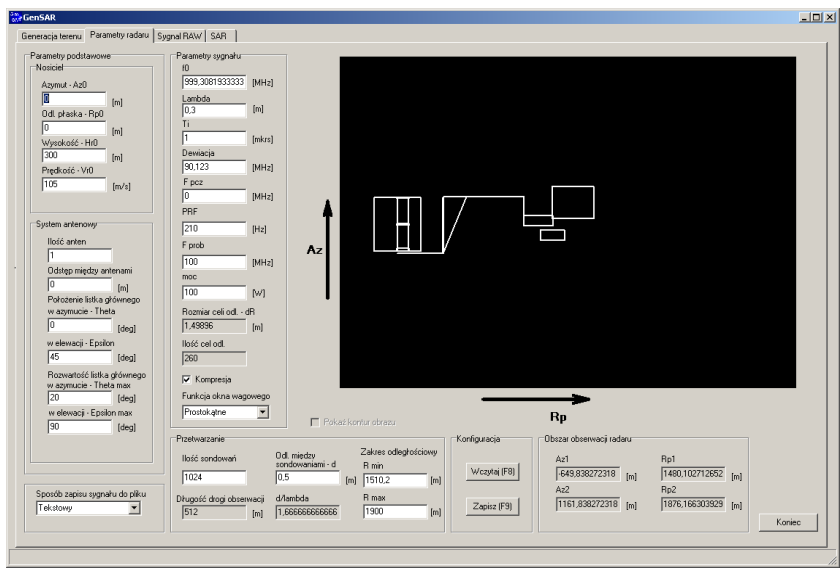 GenSAR
Generacja terenu
Parametry radaru
Sygnal RAW
SAR
Parametry podstawowe
Nosiciel
Azymut - Az0
0
[m]
Odl. płaska - Rp0
0
[m]
Wysokość - Hr0
300
[m]
Prędkość - Vr0
105
[m/s]
System antenowy
Ilość anten
1
Odstęp między antenami
0
[m]
Położenie listka głównego
w azymucie - Theta
0
[deg]
w elewacji - Epsilon
45
[deg]
Rozwartość listka głównego
w azymucie - Theta max
20
[deg]
w elewacji - Epsilon max
90
[deg]
Sposób zapisu sygnału do pliku
Tekstowy
Parametry sygnału
f0
999,3081933333
[MHz]
Lambda
0,3
[m]
Ti
1
[mkrs]
Dewiacja
90,123
[MHz]
F pcz
0
[MHz]
PRF
210
[Hz]
F prob
100
[MHz]
moc
100
[W]
Rozmiar celi odl. - dR
1,49896
[m]
Ilość cel odl.
260
Kompresja
Funkcja okna wagowego
Prostokątne
Az
Rp
Pokaż kontur obrazu
Przetwarzanie
Ilość sondowań
1024
Odl. między
sondowaniami - d
0,5
[m]
Zakres odległościowy
R min
1510,2
[m]
Długość drogi obserwacji
512
[m]
d/lambda
1,666666666666
R max
1900
[m]
Konfiguracja
Wczytaj (F8)
Zapisz (F9)
Obszar obserwacji radaru
Az1
-649,838272318
[m]
Rp1
1480,102712652
[m]
Az2
1161,838272318
[m]
Rp2
1876,166303929
[m]
Koniec